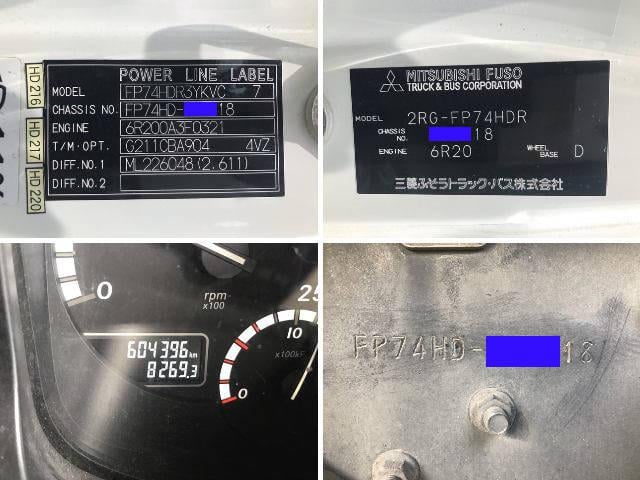 POWER LINE LABEL
MODEL FP74HDR3YKVC 7
CHASSIS NO. FP74HD- 18
ENGINE 6R200A3F0321
T/M·OPT. G211CBA904 4VZ
DIFF.NO.1 ML226048(2.611)
DIFF.NO.2
HD216
HD217
HD220
MITSUBISHI FUSO
TRUCK & BUS CORPORATION
MODEL 2RG-FP74HDR
CHASSIS NO. 18
ENGINE 6R20 WHEEL BASE D
三菱ふそうトラック・バス株式会社
0
rpm
x100
25
604396 km
8269.3
10
x100kPa
0
FP74HD- 18